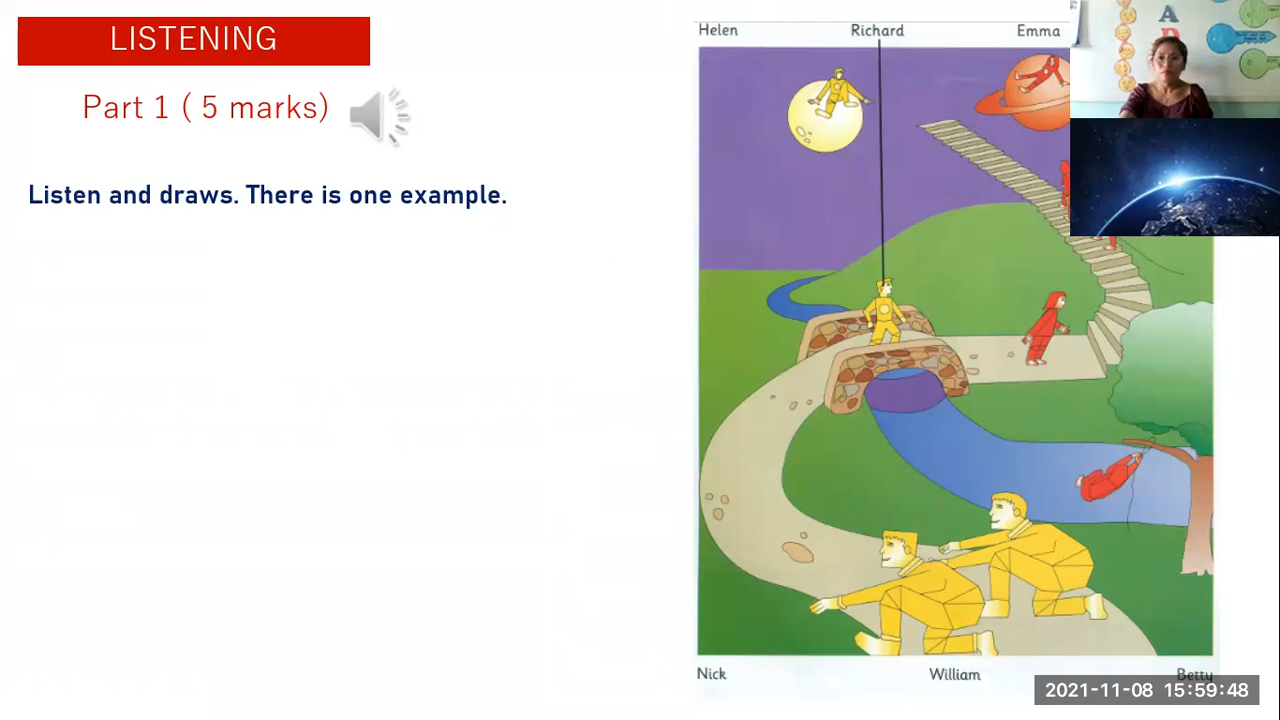 LISTENING
Part 1 ( 5 marks)
Listen and draws. There is one example.
Helen Richard Emma
A
Nick William Betty
2021-11-08 15:59:48